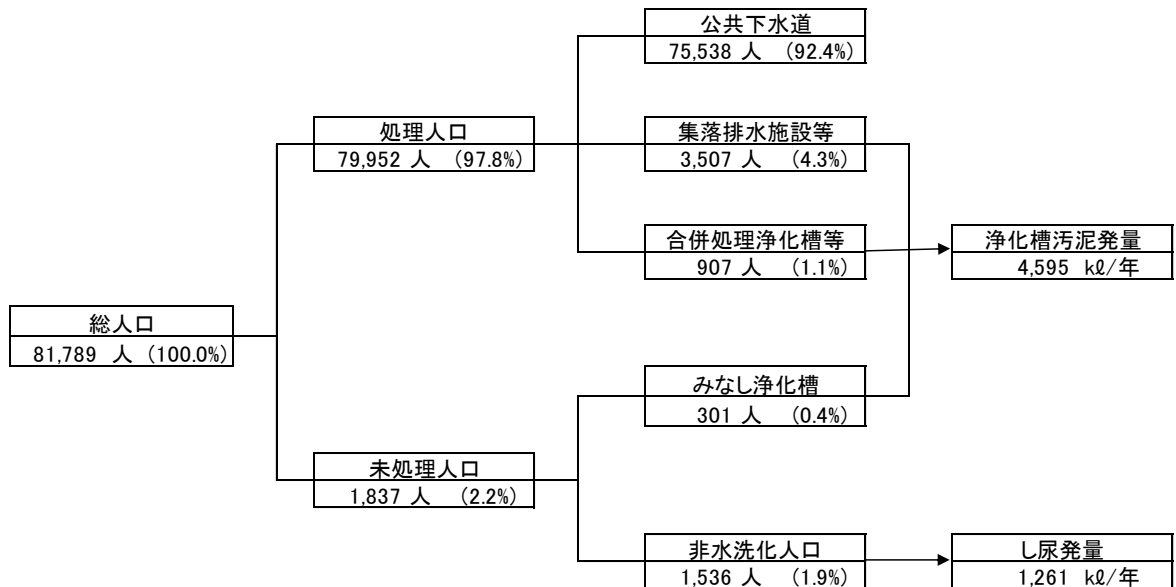 公共下水道
75,538 人 (92.4%)
処理人口
79,952 人 (97.8%)
集落排水施設等
3,507 人 (4.3%)
合併処理浄化槽等
907 人 (1.1%)
浄化槽汚泥発量
4,595 kℓ/年
総人口
81,789 人 (100.0%)
みなし浄化槽
301 人 (0.4%)
未処理人口
1,837 人 (2.2%)
非水洗化人口
1,536 人 (1.9%)
し尿発量
1,261 kℓ/年